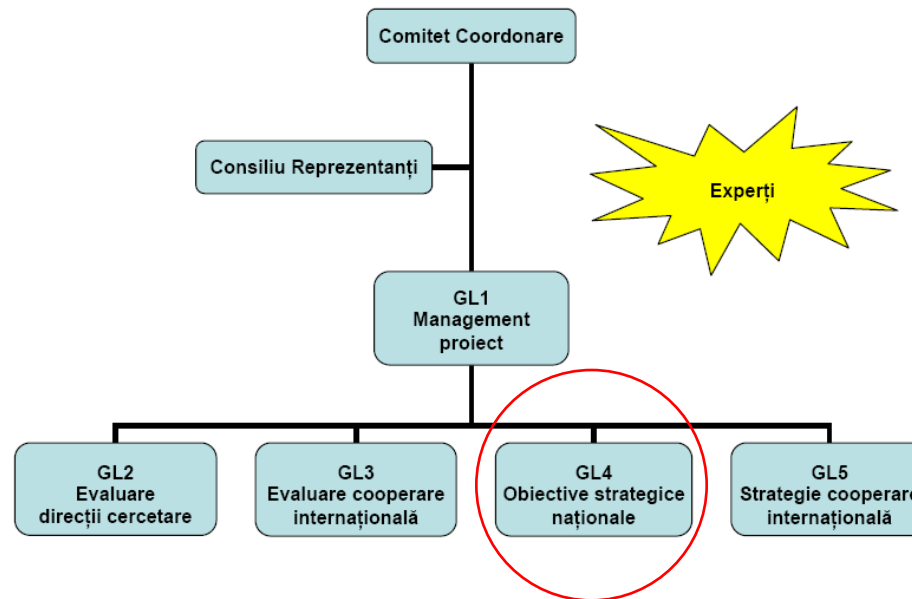 Comitet Coordonare
Consiliu Reprezentanți
Experți
GL1
Management
proiect
GL2
Evaluare
direcții cercetare
GL3
Evaluare cooperare
internațională
GL4
Obiective strategice
naționale
GL5
Strategie cooperare
internațională